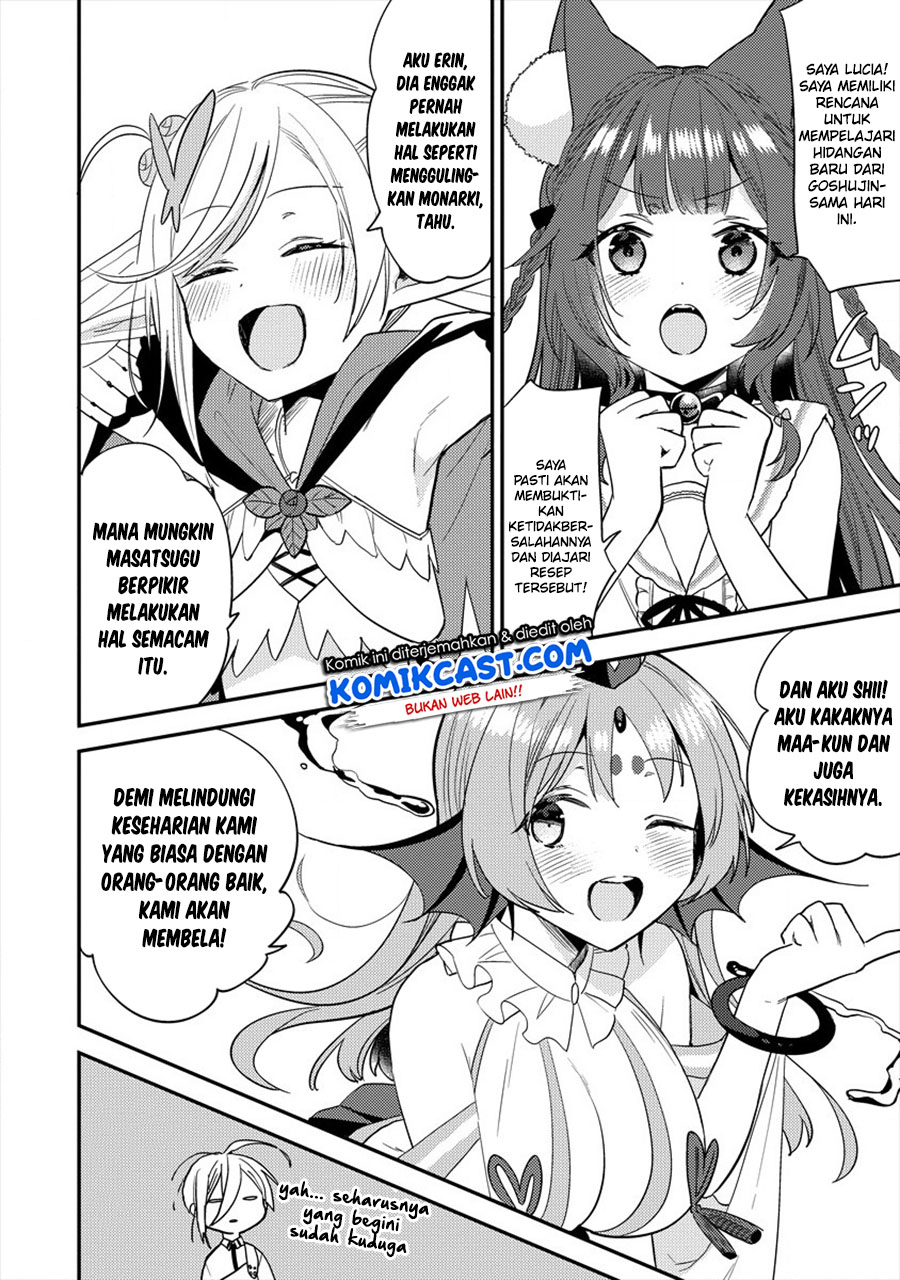 SAYA LUCIA!
SAYA MEMILIKI
RENCANA
UNTUK
MEMPELAJARI
HIDANGAN
BARU DARI
GOSHUJIN-
SAMA HARI
INI.
SAYA
PASTI AKAN
MEMBUKTI-
KAN
KETIDAKBER-
SALAHANNYA
DAN DIAJARI
RESEP
TERSEBUT!
AKU ERIN,
DIA ENGGAK
PERNAH
MELAKUKAN
HAL SEPERTI
MENGGULING-
KAN MONARKI,
TAHU.
MANA MUNGKIN
MASATSUGU
BERPIKIR
MELAKUKAN
HAL SEMACAM
ITU.
Komik ini diterjemahkan & diedit oleh
KOMIKCAST.COM
BUKAN WEB LAIN!!
DAN AKU SHII!
AKU KAKAKNYA
MAA-KUN DAN
JUGA
KEKASIHNYA.
DEMI MELINDUNGI
KESEHARIAN KAMI
YANG BIASA DENGAN
ORANG-ORANG BAIK,
KAMI AKAN
MEMBELA!
yah... seharusnya
yang begini
sudah kuduga